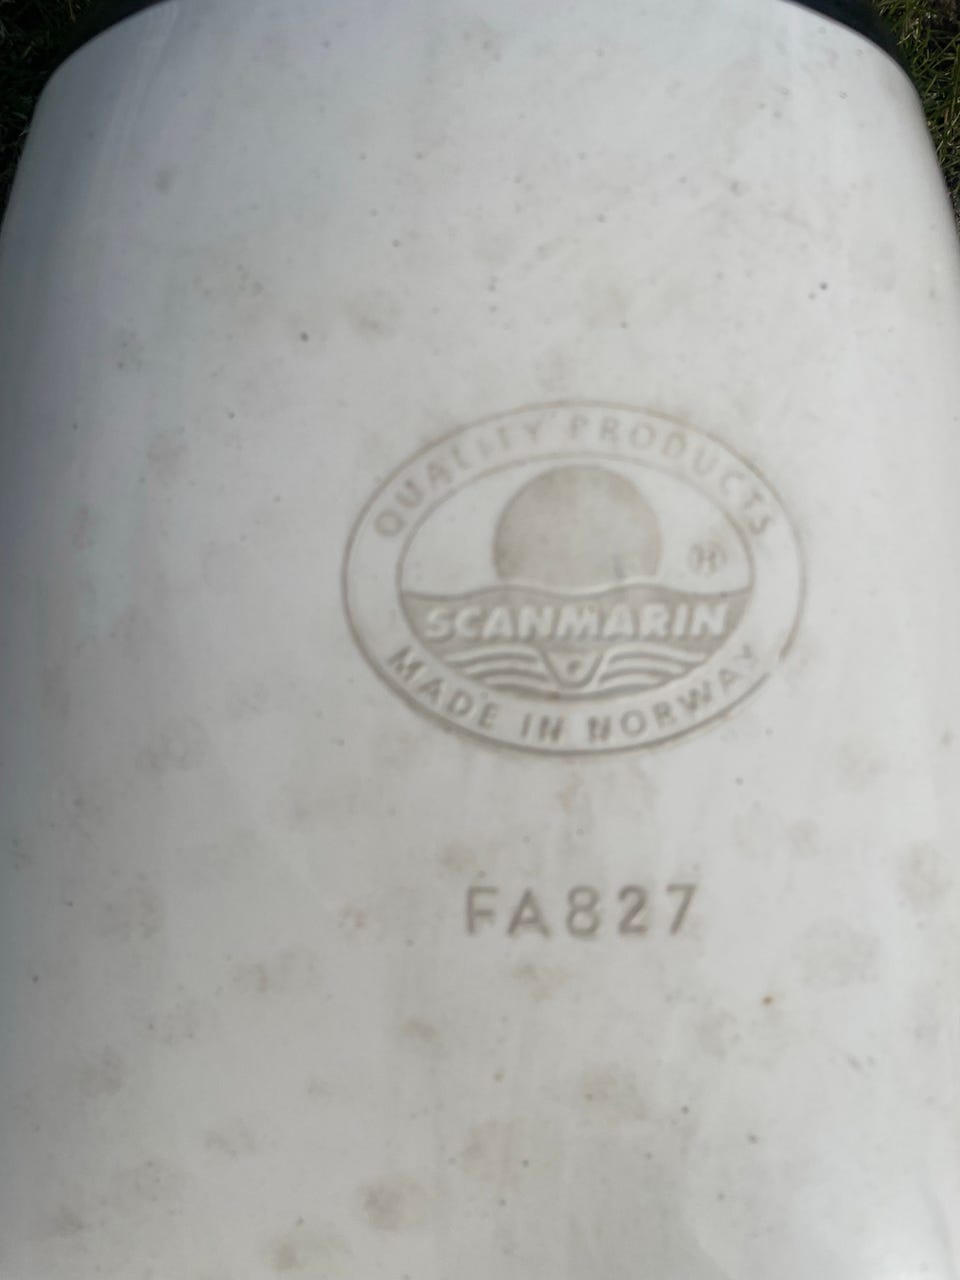 QUALITY PRODUCTS
SCANMARIN
MADE IN NORWAY
FA827